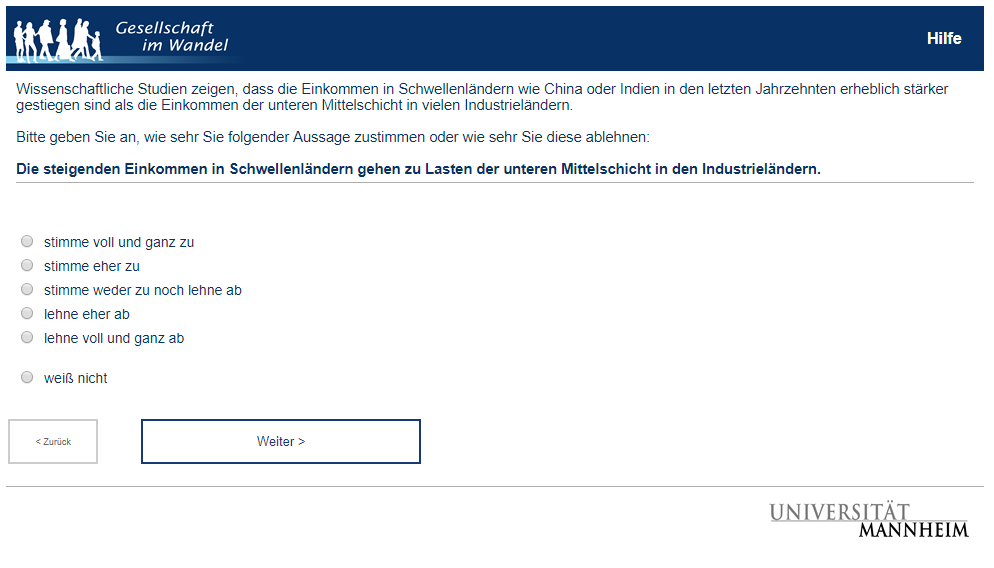 Gesellschaft
im Wandel
Hilfe
Wissenschaftliche Studien zeigen, dass die Einkommen in Schwellenländern wie China oder Indien in den letzten Jahrzehnten erheblich stärker
gestiegen sind als die Einkommen der unteren Mittelschicht in vielen Industrieländern.
Bitte geben Sie an, wie sehr Sie folgender Aussage zustimmen oder wie sehr Sie diese ablehnen:
Die steigenden Einkommen in Schwellenländern gehen zu Lasten der unteren Mittelschicht in den Industrieländern.
stimme voll und ganz zu
stimme eher zu
stimme weder zu noch lehne ab
lehne eher ab
lehne voll und ganz ab
weiß nicht
< Zurück
Weiter >
UNIVERSITÄT
MANNHEIM